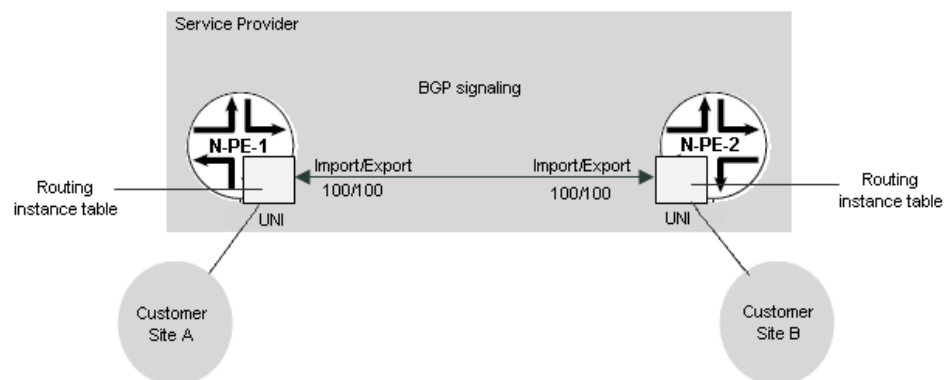 Service Provider
BGP signaling
N-PE-1
N-PE-2
Import/Export
100/100
Import/Export
100/100
Routing
instance table
Routing
instance table
UNI
UNI
Customer
Site A
Customer
Site B